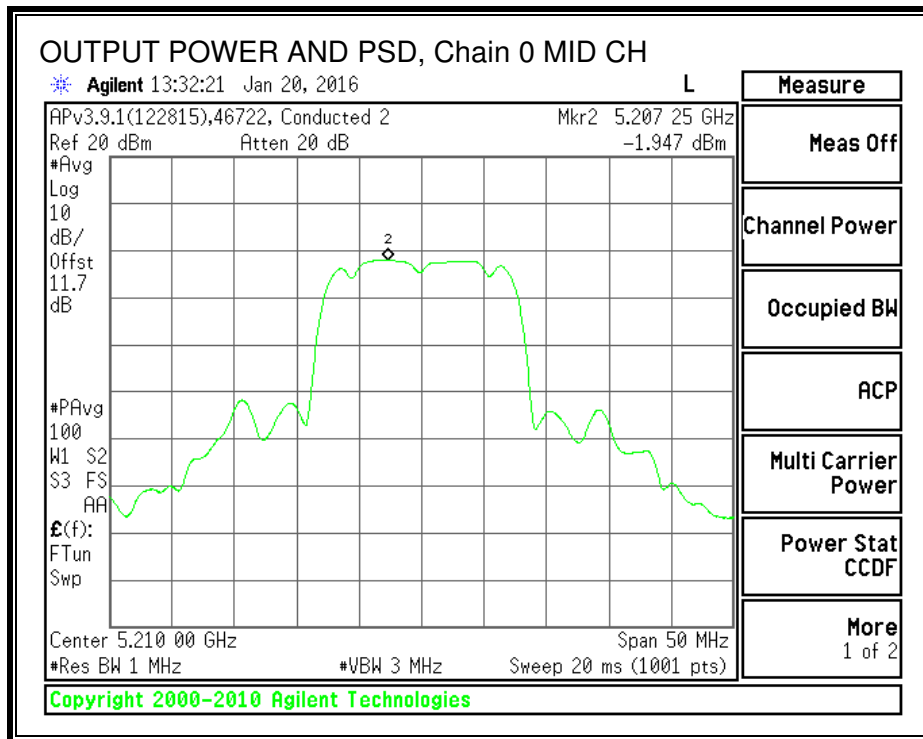 OUTPUT POWER AND PSD, Chain 0 MID CH
Agilent 13:32:21 Jan 20, 2016 L
APv3.9.1(122815),46722, Conducted 2 Mkr2 5.207 25 GHz
Ref 20 dBm Atten 20 dB -1.947 dBm
#Avg
Log
10
dB/
Offst
11.7
dB
2
#PAvg
100
W1 S2
S3 FS
AA
£(f):
FTun
Swp
Center 5.210 00 GHz Span 50 MHz
#Res BW 1 MHz #VBW 3 MHz Sweep 20 ms (1001 pts)
Copyright 2000-2010 Agilent Technologies
Measure
Meas Off
Channel Power
Occupied BW
ACP
Multi Carrier
Power
Power Stat
CCDF
More
1 of 2